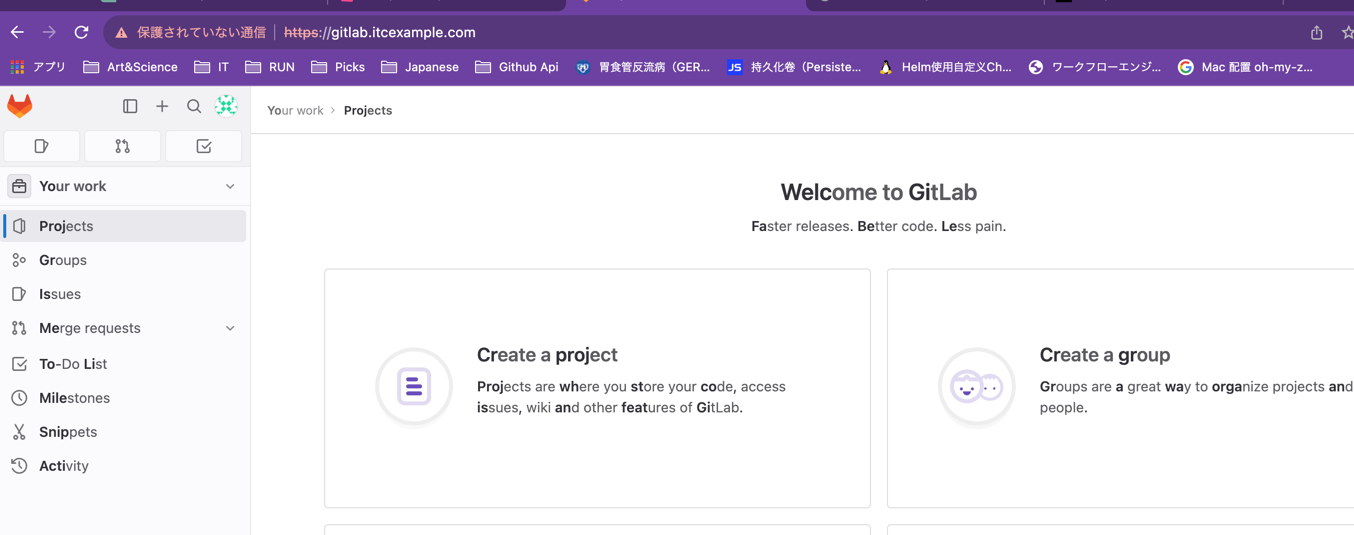 保護されていない通信 https://gitlab.itcexample.com
アプリ Art&Science IT RUN Picks Japanese Github Api 胃食管反流病（GER... JS 持久化卷（Persiste... Helm使用自定义Ch... ワークフローエンジ... Mac 配置 oh-my-z...
Your work › Projects
Your work
Projects
Groups
Issues
Merge requests
To-Do List
Milestones
Snippets
Activity
Welcome to GitLab
Faster releases. Better code. Less pain.
Create a project
Projects are where you store your code, access
issues, wiki and other features of GitLab.
Create a group
Groups are a great way to organize projects and
people.